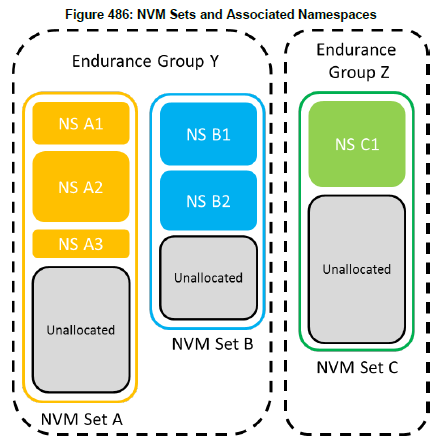 Figure 486: NVM Sets and Associated Namespaces
Endurance Group Y
NS A1
NS A2
NS A3
Unallocated
NVM Set A
NS B1
NS B2
Unallocated
NVM Set B
Endurance
Group Z
NS C1
Unallocated
NVM Set C